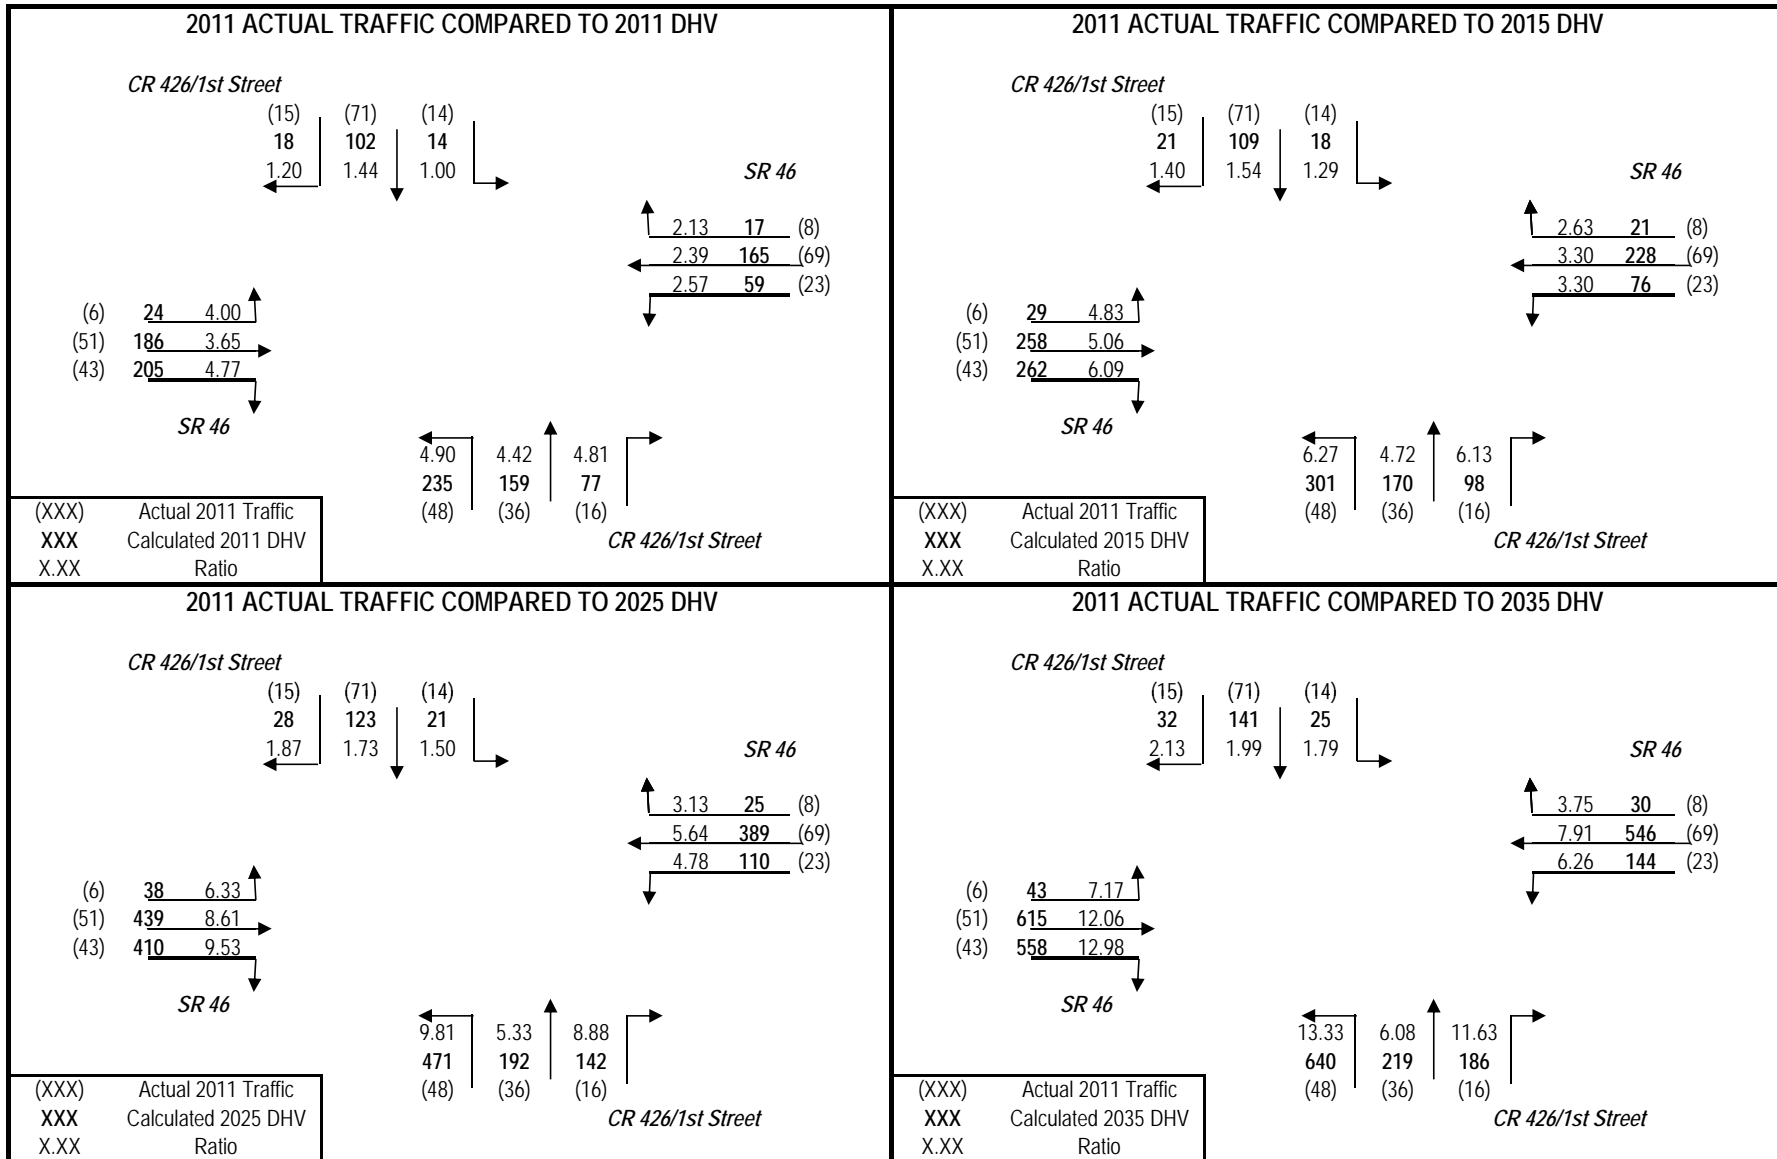 2011 ACTUAL TRAFFIC COMPARED TO 2011 DHV
CR 426/1st Street
(15) (71) (14)
18 102 14
1.20 1.44 1.00
SR 46
2.13 17 (8)
2.39 165 (69)
2.57 59 (23)
(6) 24 4.00
(51) 186 3.65
(43) 205 4.77
SR 46
4.90 4.42 4.81
235 159 77
(48) (36) (16)
CR 426/1st Street
(XXX) Actual 2011 Traffic
XXX Calculated 2011 DHV
X.XX Ratio
2011 ACTUAL TRAFFIC COMPARED TO 2015 DHV
CR 426/1st Street
(15) (71) (14)
21 109 18
1.40 1.54 1.29
SR 46
2.63 21 (8)
3.30 228 (69)
3.30 76 (23)
(6) 29 4.83
(51) 258 5.06
(43) 262 6.09
SR 46
6.27 4.72 6.13
301 170 98
(48) (36) (16)
CR 426/1st Street
(XXX) Actual 2011 Traffic
XXX Calculated 2015 DHV
X.XX Ratio
2011 ACTUAL TRAFFIC COMPARED TO 2025 DHV
CR 426/1st Street
(15) (71) (14)
28 123 21
1.87 1.73 1.50
SR 46
3.13 25 (8)
5.64 389 (69)
4.78 110 (23)
(6) 38 6.33
(51) 439 8.61
(43) 410 9.53
SR 46
9.81 5.33 8.88
471 192 142
(48) (36) (16)
CR 426/1st Street
(XXX) Actual 2011 Traffic
XXX Calculated 2025 DHV
X.XX Ratio
2011 ACTUAL TRAFFIC COMPARED TO 2035 DHV
CR 426/1st Street
(15) (71) (14)
32 141 25
2.13 1.99 1.79
SR 46
3.75 30 (8)
7.91 546 (69)
6.26 144 (23)
(6) 43 7.17
(51) 615 12.06
(43) 558 12.98
SR 46
13.33 6.08 11.63
640 219 186
(48) (36) (16)
CR 426/1st Street
(XXX) Actual 2011 Traffic
XXX Calculated 2035 DHV
X.XX Ratio